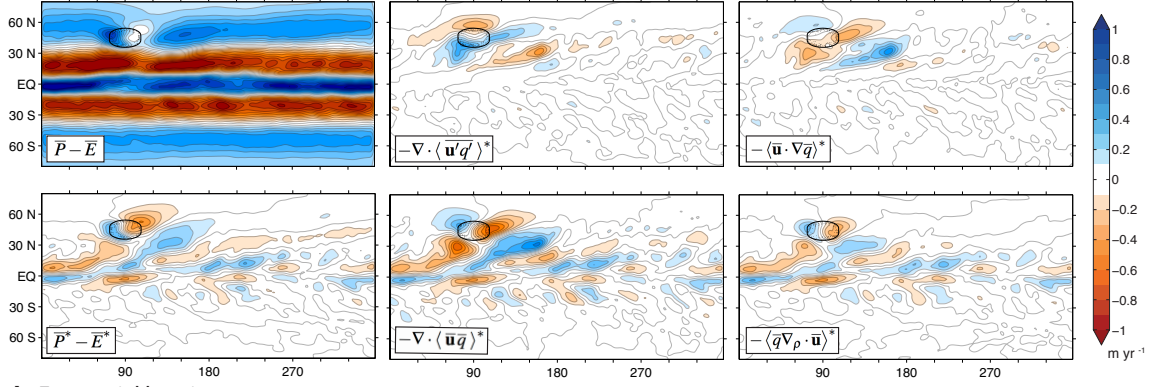 60 N
30 N
EQ
30 S
60 S
P̅ − E̅
−∇ · ⟨ \overline{𝐮′q′} ⟩*
−⟨𝐮̅ · ∇q̅⟩*
60 N
30 N
EQ
30 S
60 S
P̅* − E̅*
−∇ · ⟨ 𝐮̅ q̅ ⟩*
−⟨q̅∇ρ · 𝐮̅⟩*
90
180
270
90
180
270
90
180
270
1
0.8
0.6
0.4
0.2
0
−0.2
−0.4
−0.6
−0.8
−1
m yr -1